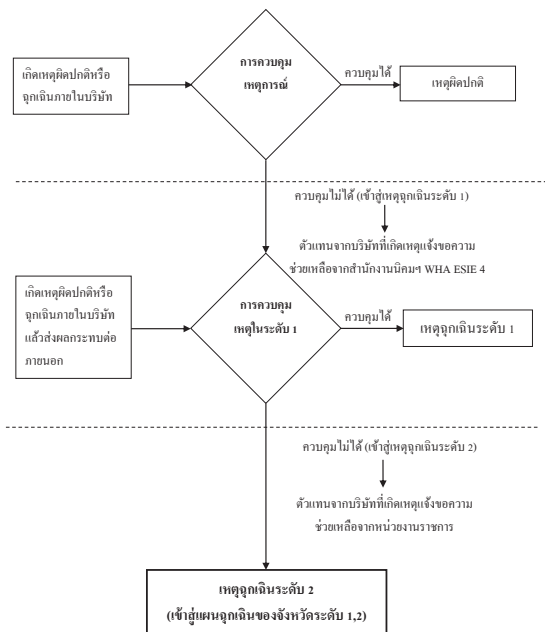 การควบคุม
เหตุการณ์
เกิดเหตุผิดปกติหรือ
ฉุกเฉินภายในบริษัท
ควบคุมได้
เหตุผิดปกติ
ควบคุมไม่ได้ (เข้าสู่เหตุฉุกเฉินระดับ 1)
ตัวแทนจากบริษัทที่เกิดเหตุแจ้งขอความ
ช่วยเหลือจากสำนักงานนิคมฯ WHA ESIE 4
เกิดเหตุผิดปกติหรือ
ฉุกเฉินภายในบริษัท
แล้วส่งผลกระทบต่อ
ภายนอก
การควบคุม
เหตุในระดับ 1
ควบคุมได้
เหตุฉุกเฉินระดับ 1
ควบคุมไม่ได้ (เข้าสู่เหตุฉุกเฉินระดับ 2)
ตัวแทนจากบริษัทที่เกิดเหตุแจ้งขอความ
ช่วยเหลือจากหน่วยงานราชการ
เหตุฉุกเฉินระดับ 2
(เข้าสู่แผนฉุกเฉินของจังหวัดระดับ 1,2)